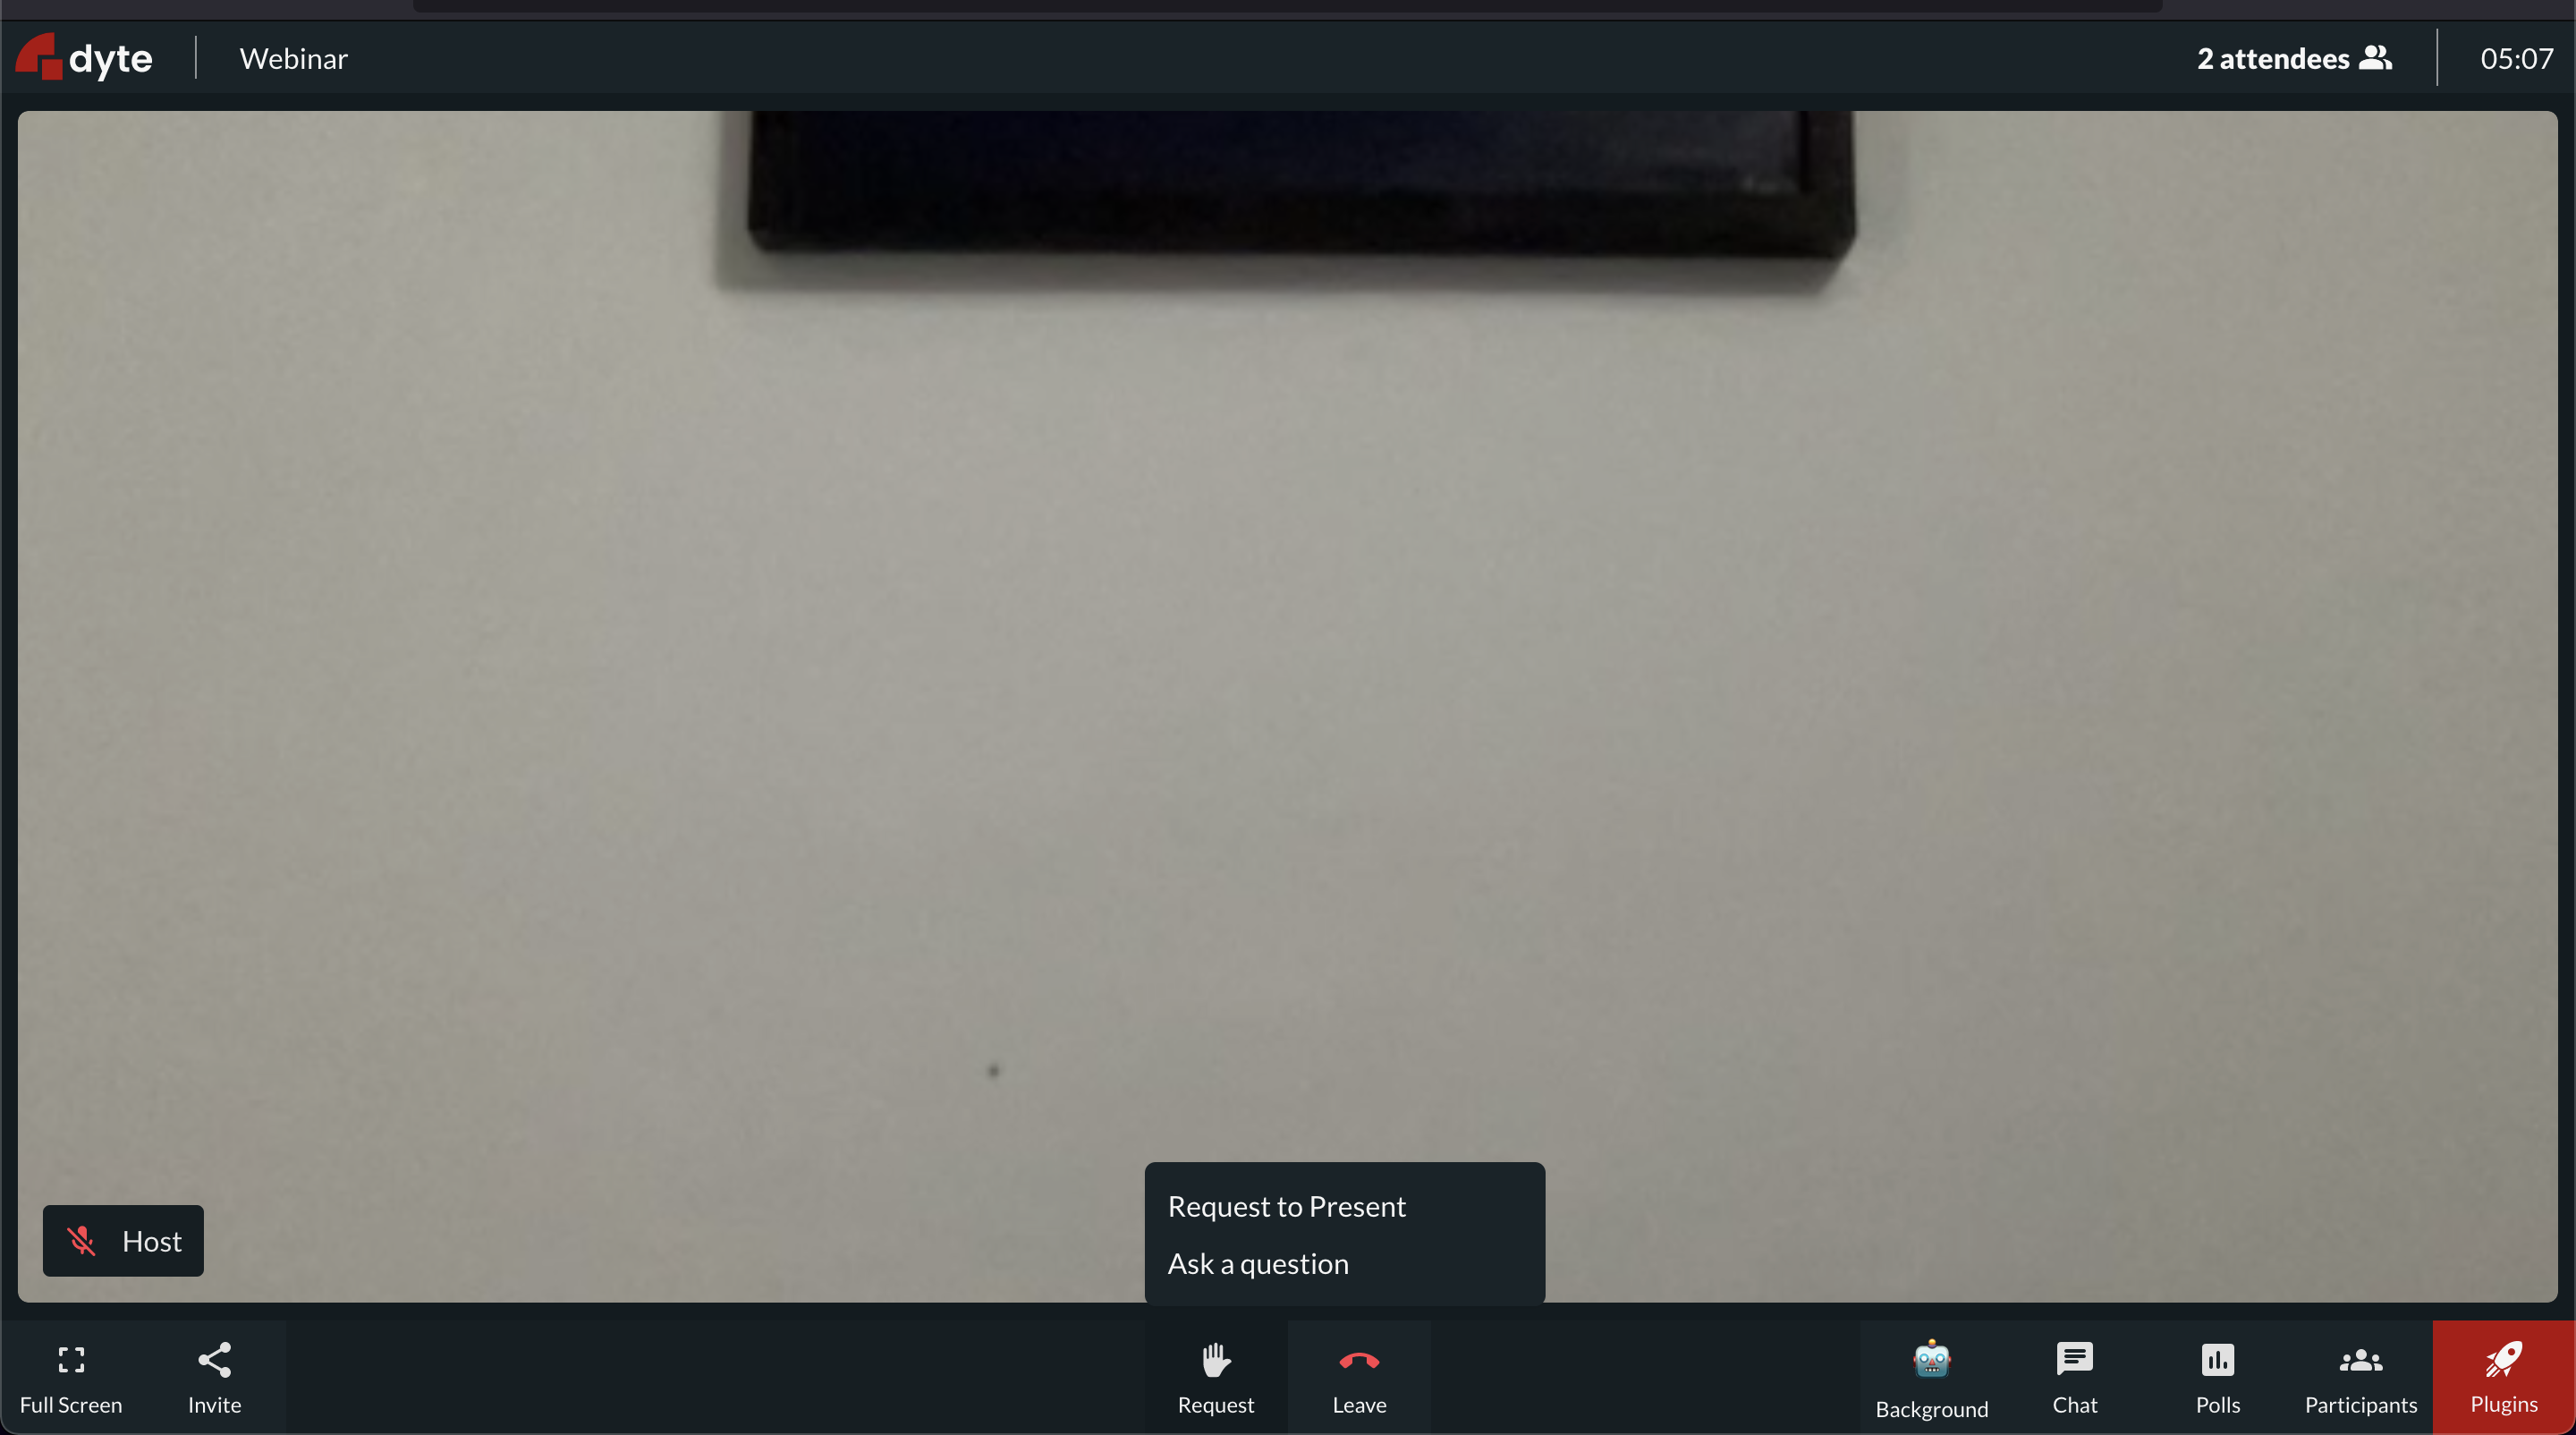 dyte
Webinar
2 attendees
05:07
Host
Request to Present
Ask a question
Full Screen
Invite
Request
Leave
Background
Chat
Polls
Participants
Plugins